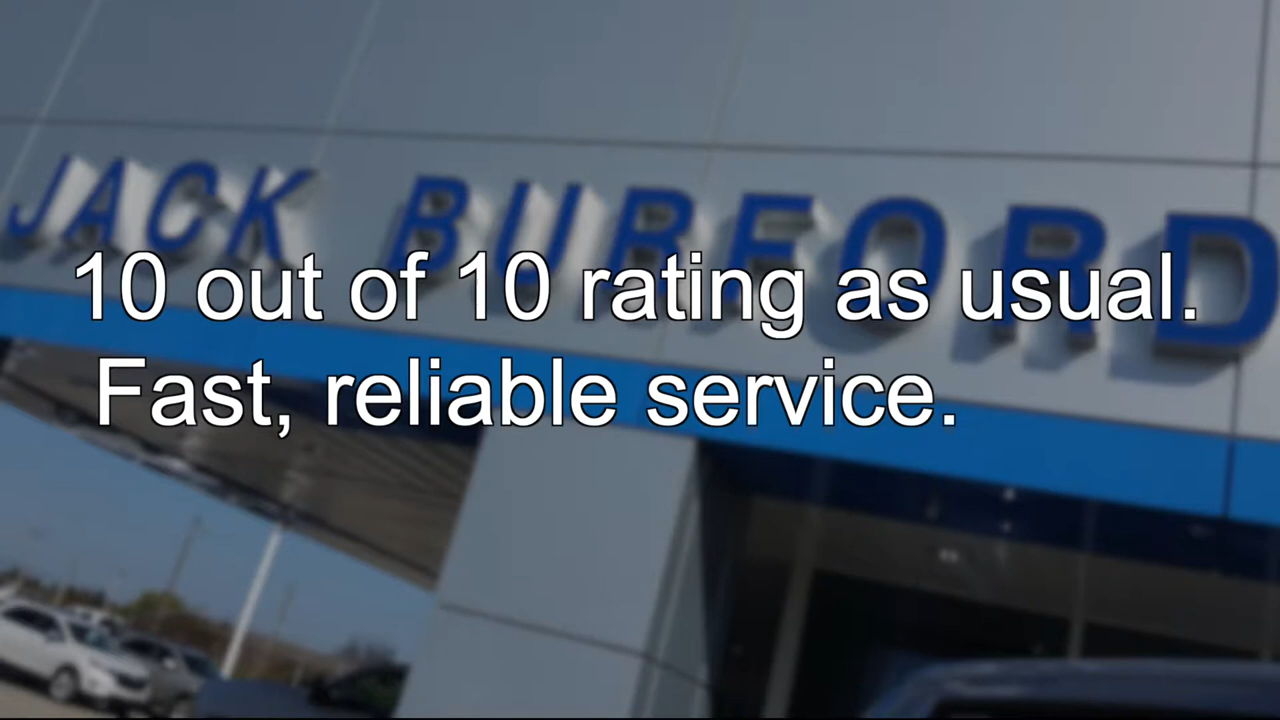 JACK BURFORD
10 out of 10 rating as usual.
Fast, reliable service.